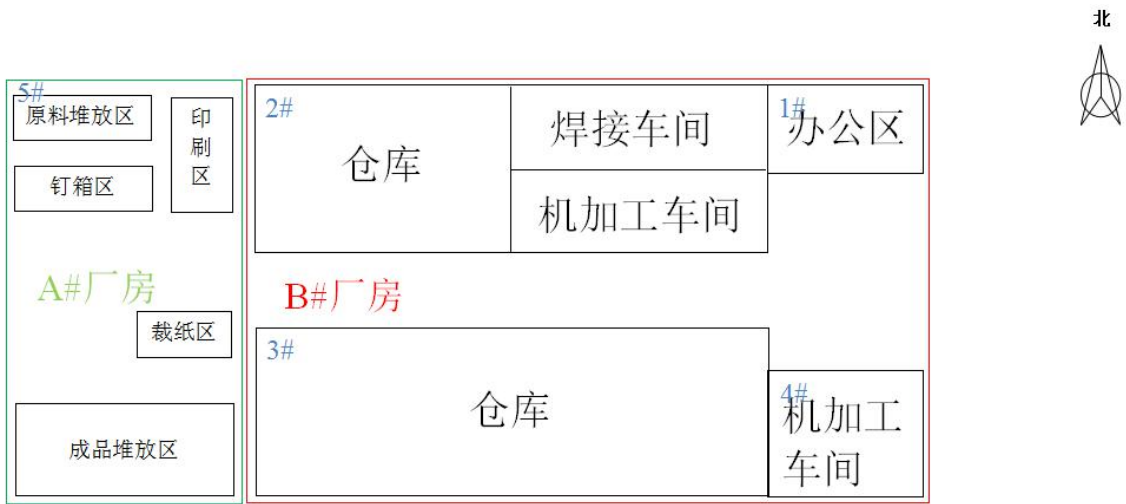 北
5#
原料堆放区
印刷区
钉箱区
A#厂房
裁纸区
成品堆放区
2#
仓库
焊接车间
机加工车间
1#
办公区
B#厂房
3#
仓库
4#
机加工
车间